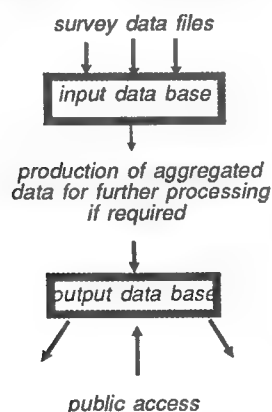 survey data files
input data base
production of aggregated
data for further processing
if required
output data base
public access